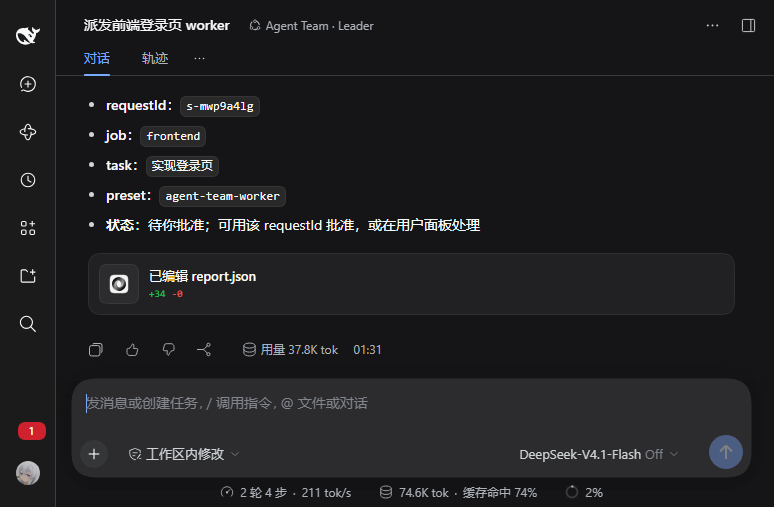 派发前端登录页 worker
Agent Team · Leader
对话 轨迹 ···
requestId： s-mwp9a4lg
job： frontend
task： 实现登录页
preset： agent-team-worker
状态：待你批准；可用该 requestId 批准，或在用户面板处理
已编辑 report.json
+34 -0
用量 37.8K tok 01:31
发消息或创建任务, / 调用指令, @ 文件或对话
工作区内修改
DeepSeek-V4.1-Flash Off
1
2 轮 4 步 · 211 tok/s 74.6K tok · 缓存命中 74% 2%